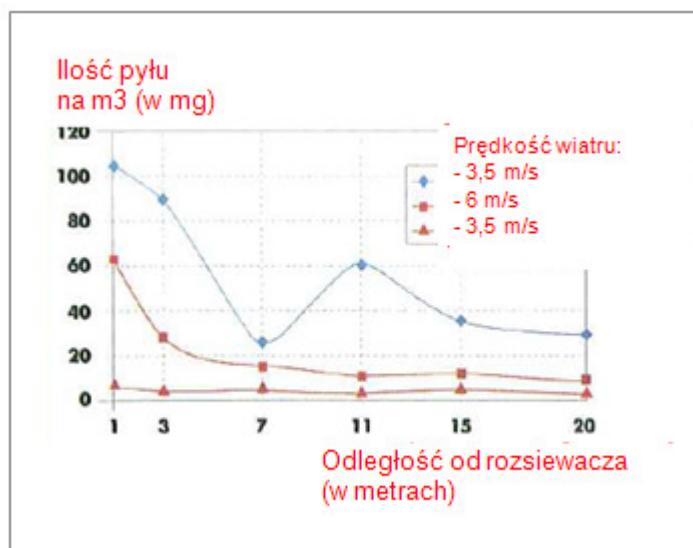 Ilość pyłu
na m3 (w mg)
Prędkość wiatru:
- 3,5 m/s
- 6 m/s
- 3,5 m/s
120
100
80
60
40
20
0
1 3 7 11 15 20
Odległość od rozsiewacza
(w metrach)